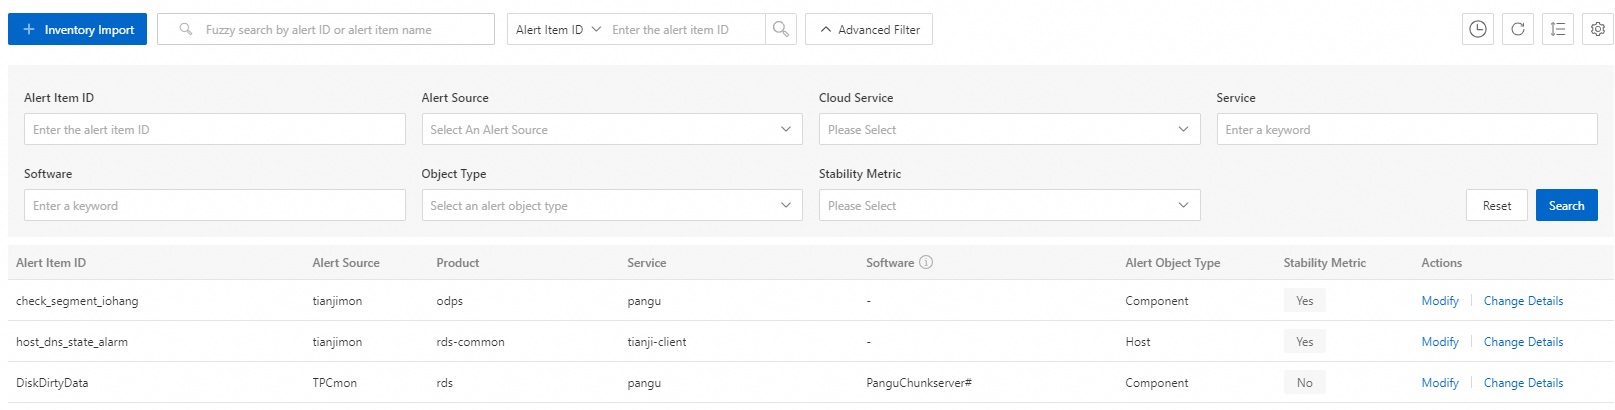 Inventory Import Fuzzy search by alert ID or alert item name Alert Item ID Enter the alert item ID Advanced Filter
Alert Item ID Alert Source Cloud Service Service
Enter the alert item ID Select An Alert Source Please Select Enter a keyword
Software Object Type Stability Metric
Enter a keyword Select an alert object type Please Select Reset Search
Alert Item ID Alert Source Product Service Software Alert Object Type Stability Metric Actions
check_segment_iohang tianjimon odps pangu - Component Yes Modify Change Details
host_dns_state_alarm tianjimon rds-common tianji-client - Host Yes Modify Change Details
DiskDirtyData TPCmon rds pangu PanguChunkserver# Component No Modify Change Details